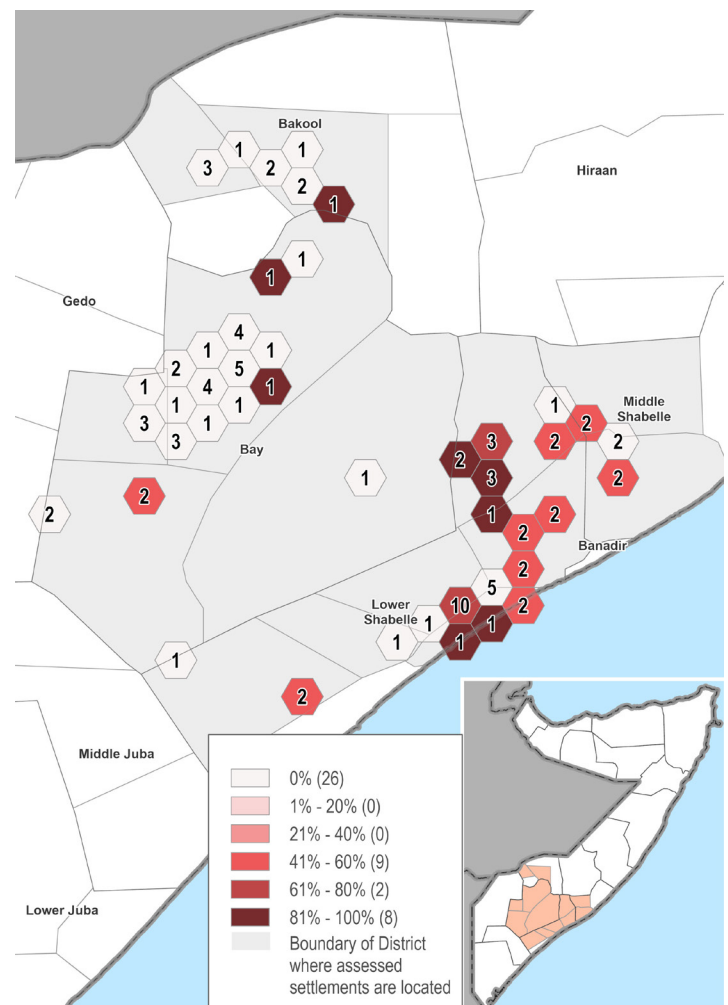 Bakool
1
1
3
2
Hiraan
2
1
1
1
Gedo
4
1
1
2
5
1
4
1
1
1
1
3
1
3
Bay
1
2
Middle
Shabelle
2
3
2
2
2
1
3
2
2
2
1
2
2
Banadir
2
5
Lower
Shabelle
10
2
1
1
1
1
1
2
Middle Juba
Lower Juba
0% (26)
1% - 20% (0)
21% - 40% (0)
41% - 60% (9)
61% - 80% (2)
81% - 100% (8)
Boundary of District
where assessed
settlements are located